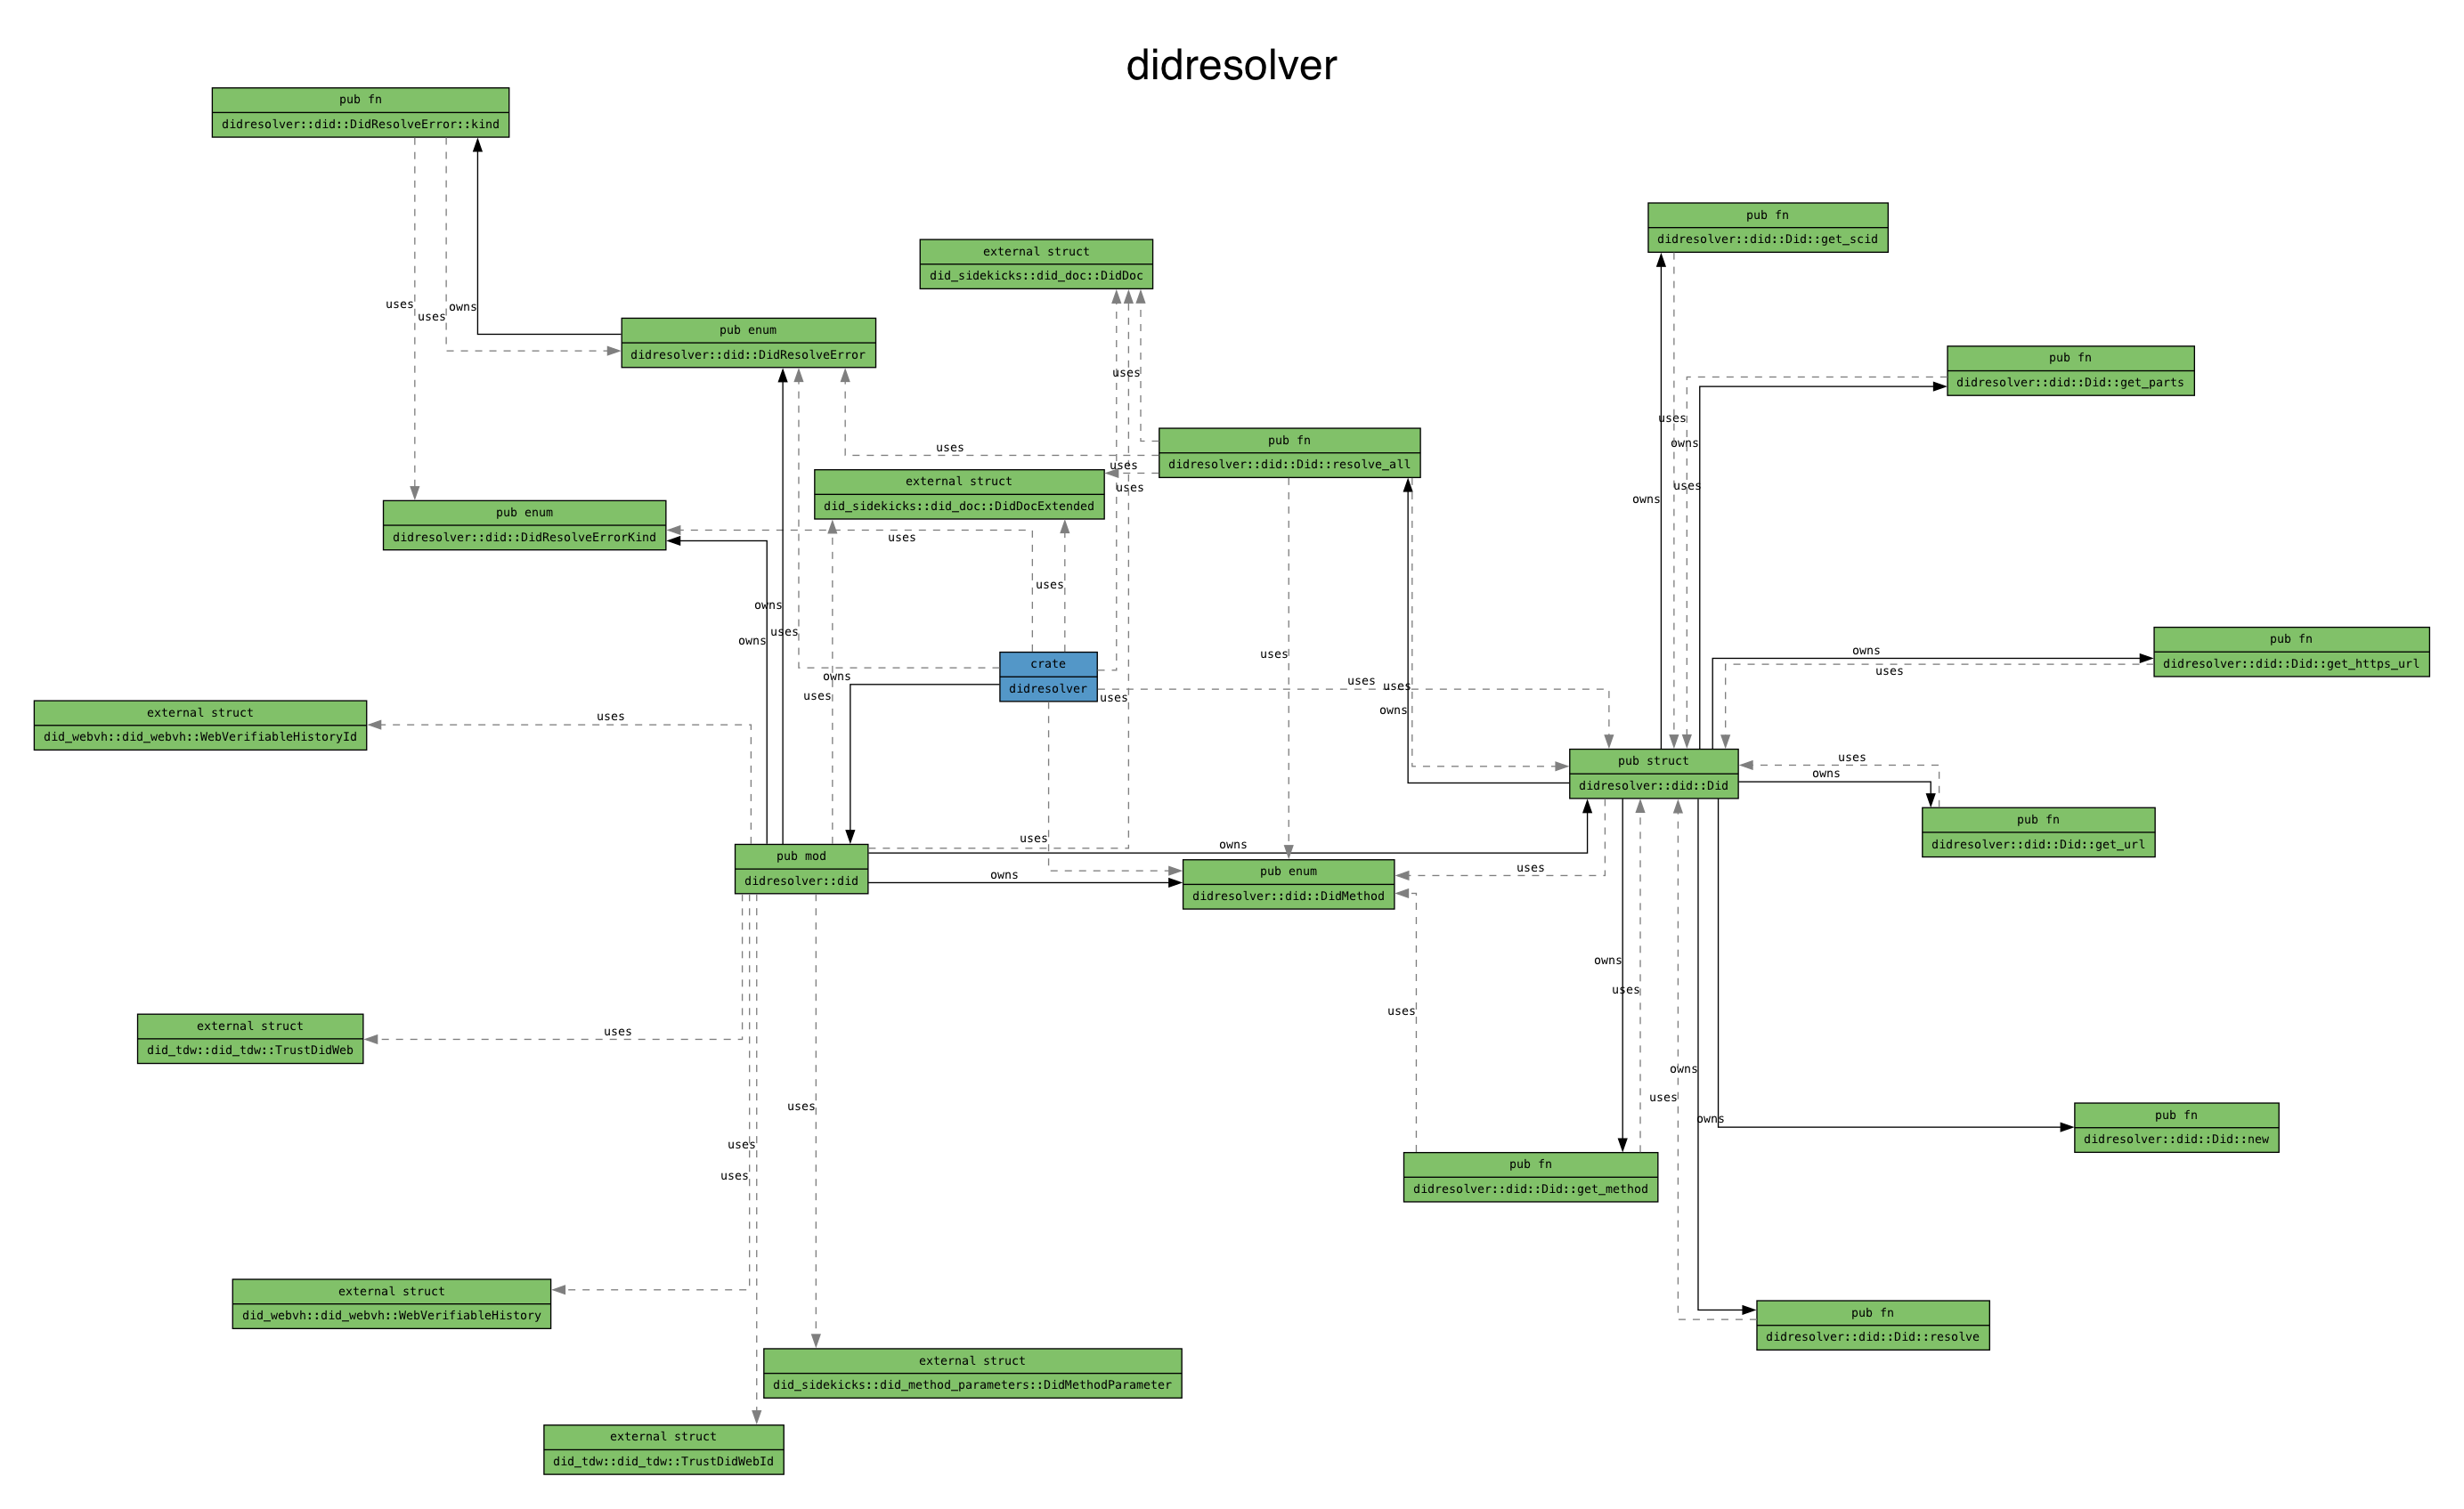 didresolver
pub fn
didresolver::did::DidResolveError::kind
pub fn
didresolver::did::Did::get_scid
external struct
did_sidekicks::did_doc::DidDoc
uses
uses
owns
pub enum
didresolver::did::DidResolveError
pub fn
didresolver::did::Did::get_parts
uses
uses
owns
pub fn
didresolver::did::Did::resolve_all
uses
uses
uses
external struct
did_sidekicks::did_doc::DidDocExtended
uses
owns
pub enum
didresolver::did::DidResolveErrorKind
uses
uses
owns
owns
uses
uses
pub fn
didresolver::did::Did::get_https_url
owns
uses
crate
didresolver
owns
uses
uses
uses
uses
owns
external struct
did_webvh::did_webvh::WebVerifiableHistoryId
uses
pub struct
didresolver::did::Did
uses
owns
pub fn
didresolver::did::Did::get_url
pub mod
didresolver::did
uses
owns
owns
pub enum
didresolver::did::DidMethod
uses
owns
uses
uses
external struct
did_tdw::did_tdw::TrustDidWeb
uses
owns
uses
uses
owns
uses
uses
uses
pub fn
didresolver::did::Did::new
pub fn
didresolver::did::Did::get_method
external struct
did_webvh::did_webvh::WebVerifiableHistory
pub fn
didresolver::did::Did::resolve
external struct
did_sidekicks::did_method_parameters::DidMethodParameter
external struct
did_tdw::did_tdw::TrustDidWebId